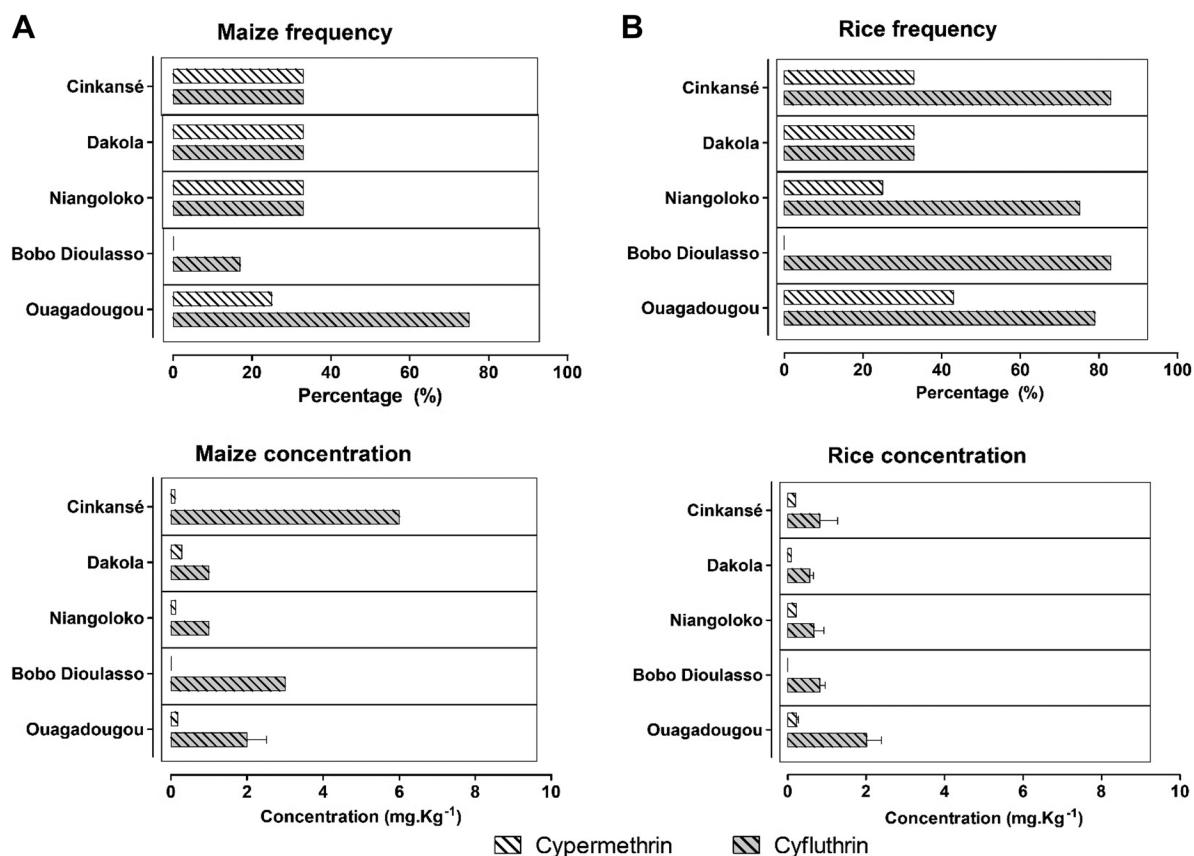 A
Maize frequency
Cinkansé
Dakola
Niangoloko
Bobo Dioulasso
Ouagadougou
0 20 40 60 80 100
Percentage (%)
B
Rice frequency
Cinkansé
Dakola
Niangoloko
Bobo Dioulasso
Ouagadougou
0 20 40 60 80 100
Percentage (%)
Maize concentration
Cinkansé
Dakola
Niangoloko
Bobo Dioulasso
Ouagadougou
0 2 4 6 8 10
Concentration (mg.Kg⁻¹)
Rice concentration
Cinkansé
Dakola
Niangoloko
Bobo Dioulasso
Ouagadougou
0 2 4 6 8 10
Concentration (mg.Kg⁻¹)
Cypermethrin Cyfluthrin